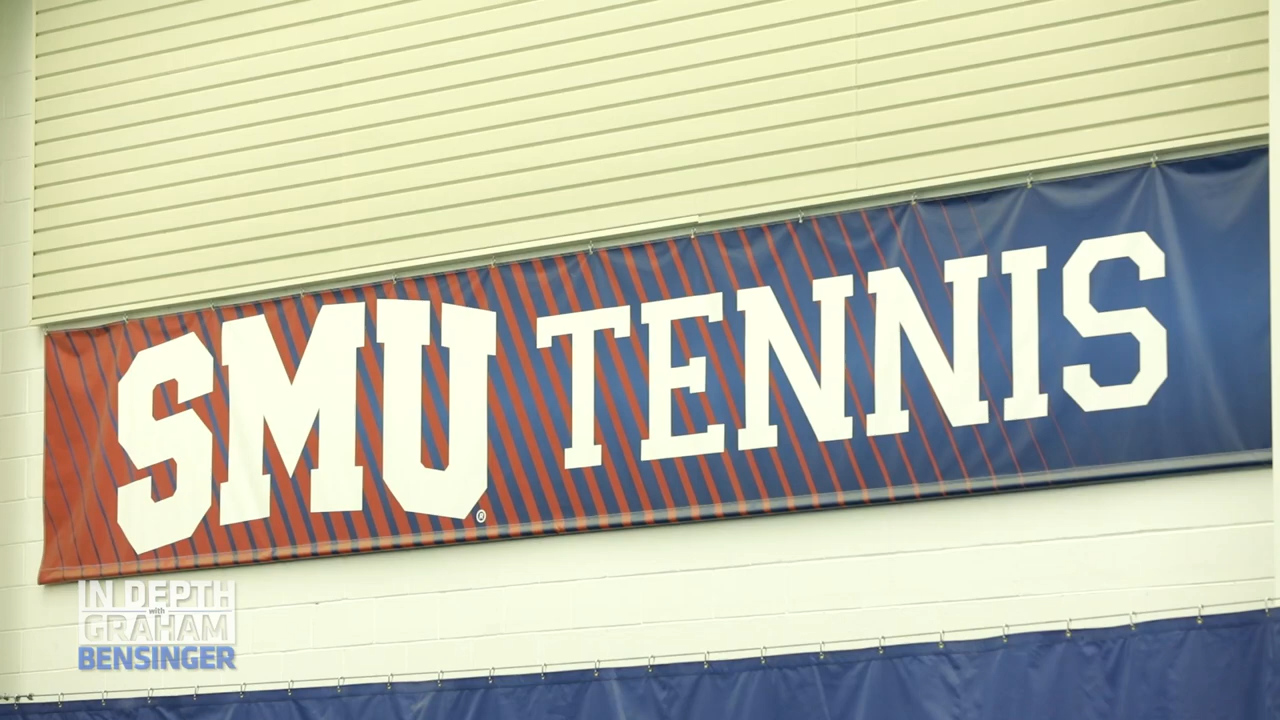 SMU TENNIS
®
IN DEPTH
with
GRAHAM
BENSINGER